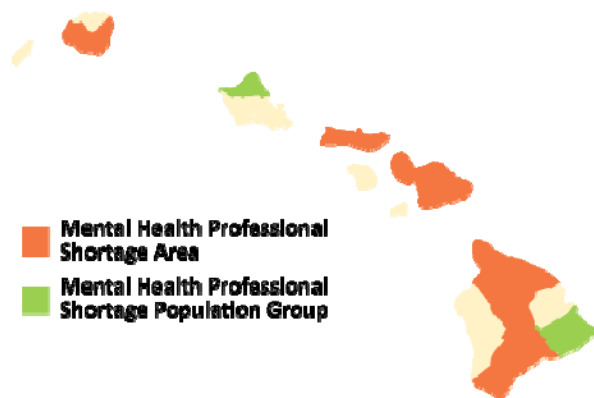 Mental Health Professional
Shortage Area
Mental Health Professional
Shortage Population Group